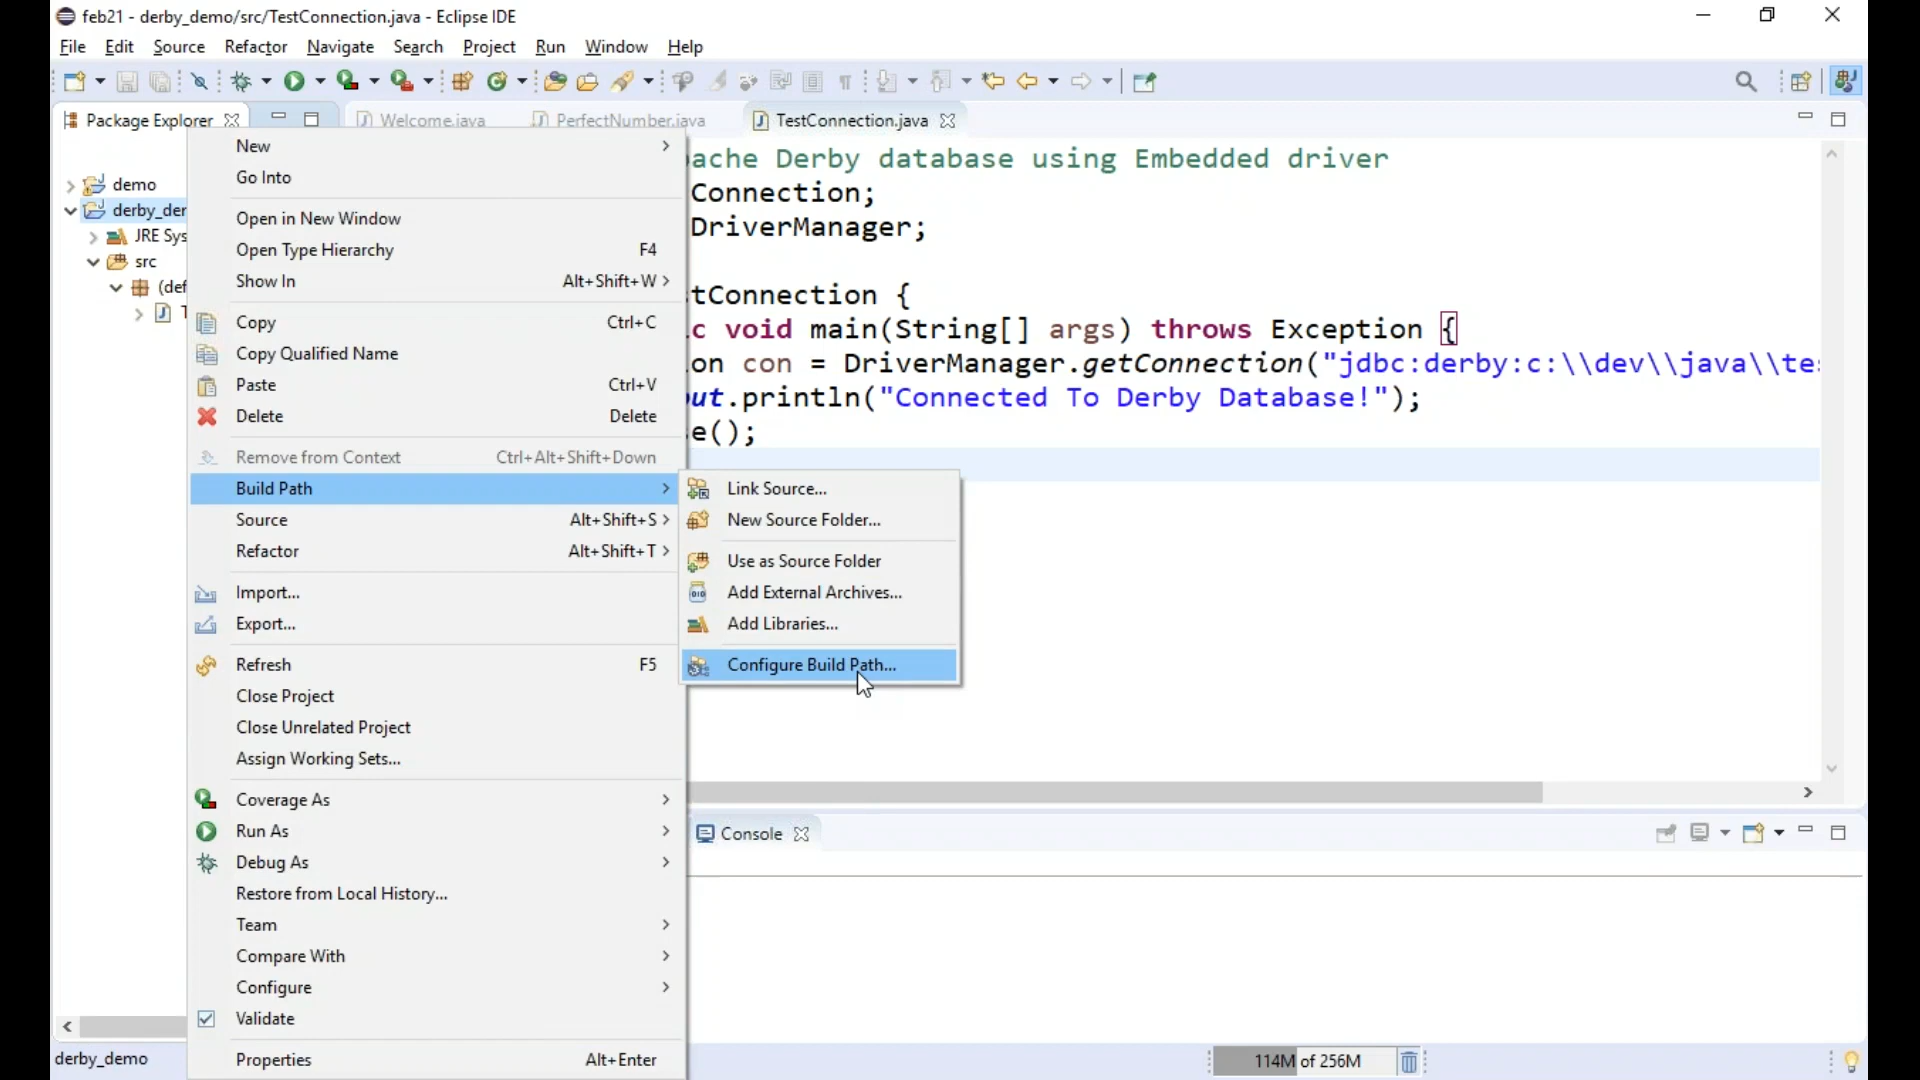 feb21 - derby_demo/src/TestConnection.java - Eclipse IDE
File Edit Source Refactor Navigate Search Project Run Window Help
Package Explorer Welcome.java PerfectNumber.java TestConnection.java
demo
derby_der
JRE Sys
src
(def
T
New
Go Into
Open in New Window
Open Type Hierarchy F4
Show In Alt+Shift+W >
Copy Ctrl+C
Copy Qualified Name
Paste Ctrl+V
Delete Delete
Remove from Context Ctrl+Alt+Shift+Down
Build Path
Source Alt+Shift+S >
Refactor Alt+Shift+T >
Import...
Export...
Refresh F5
Close Project
Close Unrelated Project
Assign Working Sets...
Coverage As
Run As
Debug As
Restore from Local History...
Team
Compare With
Configure
Validate
Properties Alt+Enter
Link Source...
New Source Folder...
Use as Source Folder
Add External Archives...
Add Libraries...
Configure Build Path...
ache Derby database using Embedded driver
Connection;
DriverManager;
tConnection {
c void main(String[] args) throws Exception {
on con = DriverManager.getConnection("jdbc:derby:c:\\dev\\java\\te
ut.println("Connected To Derby Database!");
e();
Console
derby_demo
114M of 256M